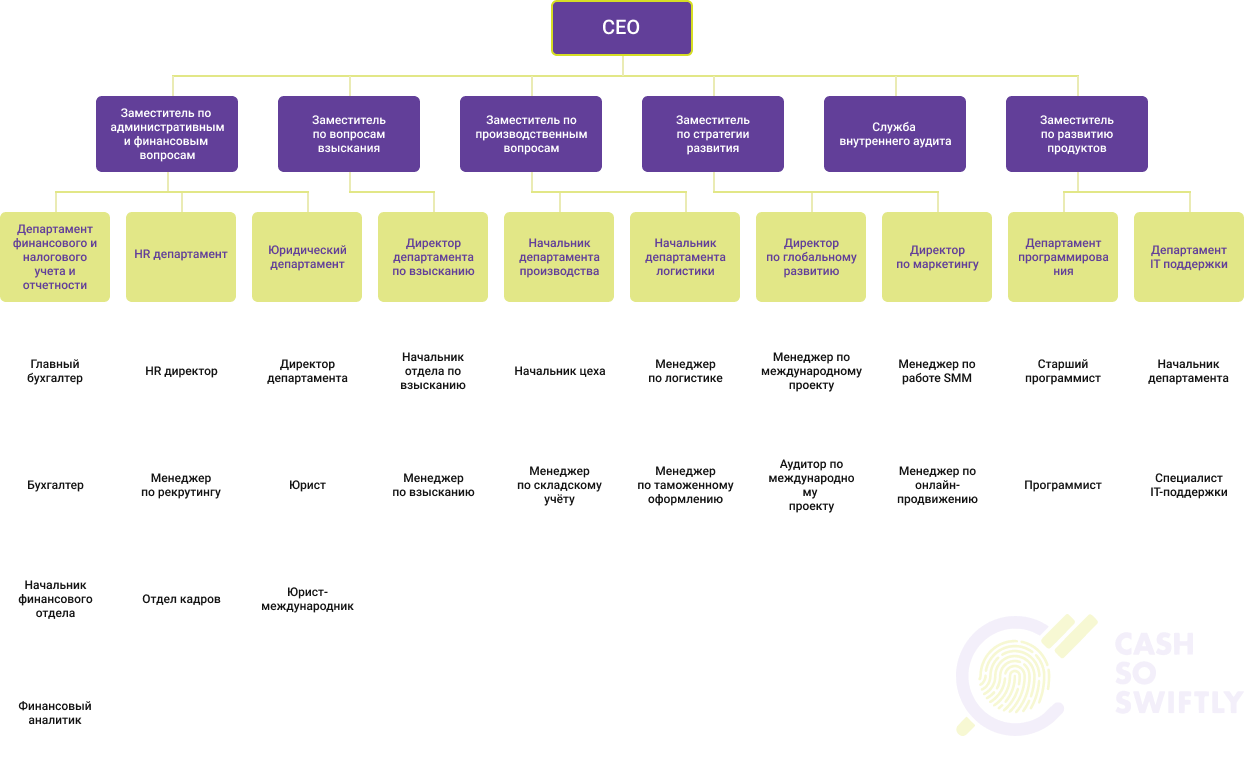 CEO
Заместитель по
административным
и финансовым
вопросам
Заместитель
по вопросам
взыскания
Заместитель по
производственным
вопросам
Заместитель
по стратегии
развития
Служба
внутреннего аудита
Заместитель
по развитию
продуктов
Департамент
финансового и
налогового
учета и
отчетности
HR департамент
Юридический
департамент
Директор
департамента
по взысканию
Начальник
департамента
производства
Начальник
департамента
логистики
Директор
по глобальному
развитию
Директор
по маркетингу
Департамент
программирова
ния
Департамент
IT поддержки
Главный
бухгалтер
HR директор
Директор
департамента
Начальник
отдела по
взысканию
Начальник цеха
Менеджер
по логистике
Менеджер по
международному
проекту
Менеджер по
работе SMM
Старший
программист
Начальник
департамента
Бухгалтер
Менеджер
по рекрутингу
Юрист
Менеджер
по взысканию
Менеджер
по складскому
учёту
Менеджер
по таможенному
оформлению
Аудитор по
международно
му
проекту
Менеджер по
онлайн-
продвижению
Программист
Специалист
IT-поддержки
Начальник
финансового
отдела
Отдел кадров
Юрист-
международник
Финансовый
аналитик
CASH
SO
SWIFTLY